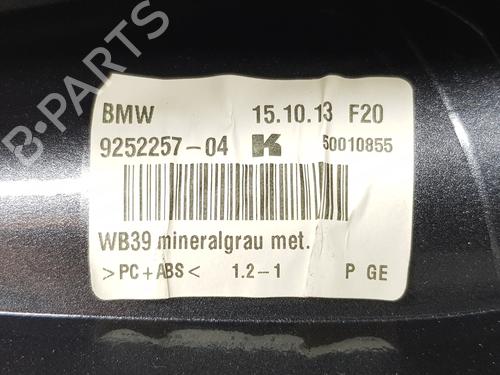 B-PARTS
BMW 15.10.13 F20
9252257-04 K 60010855
WB39 mineralgrau met.
>PC+ABS< 1.2-1 P GE